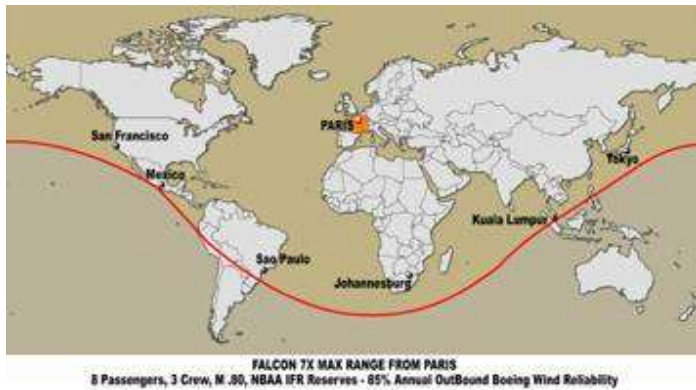 San Francisco
PARIS
Mexico
Tokyo
Kuala Lumpur
Sao Paulo
Johannesburg
FALCON 7X MAX RANGE FROM PARIS
8 Passengers, 3 Crew, M .80, NBAA IFR Reserves - 85% Annual OutBound Boeing Wind Reliability